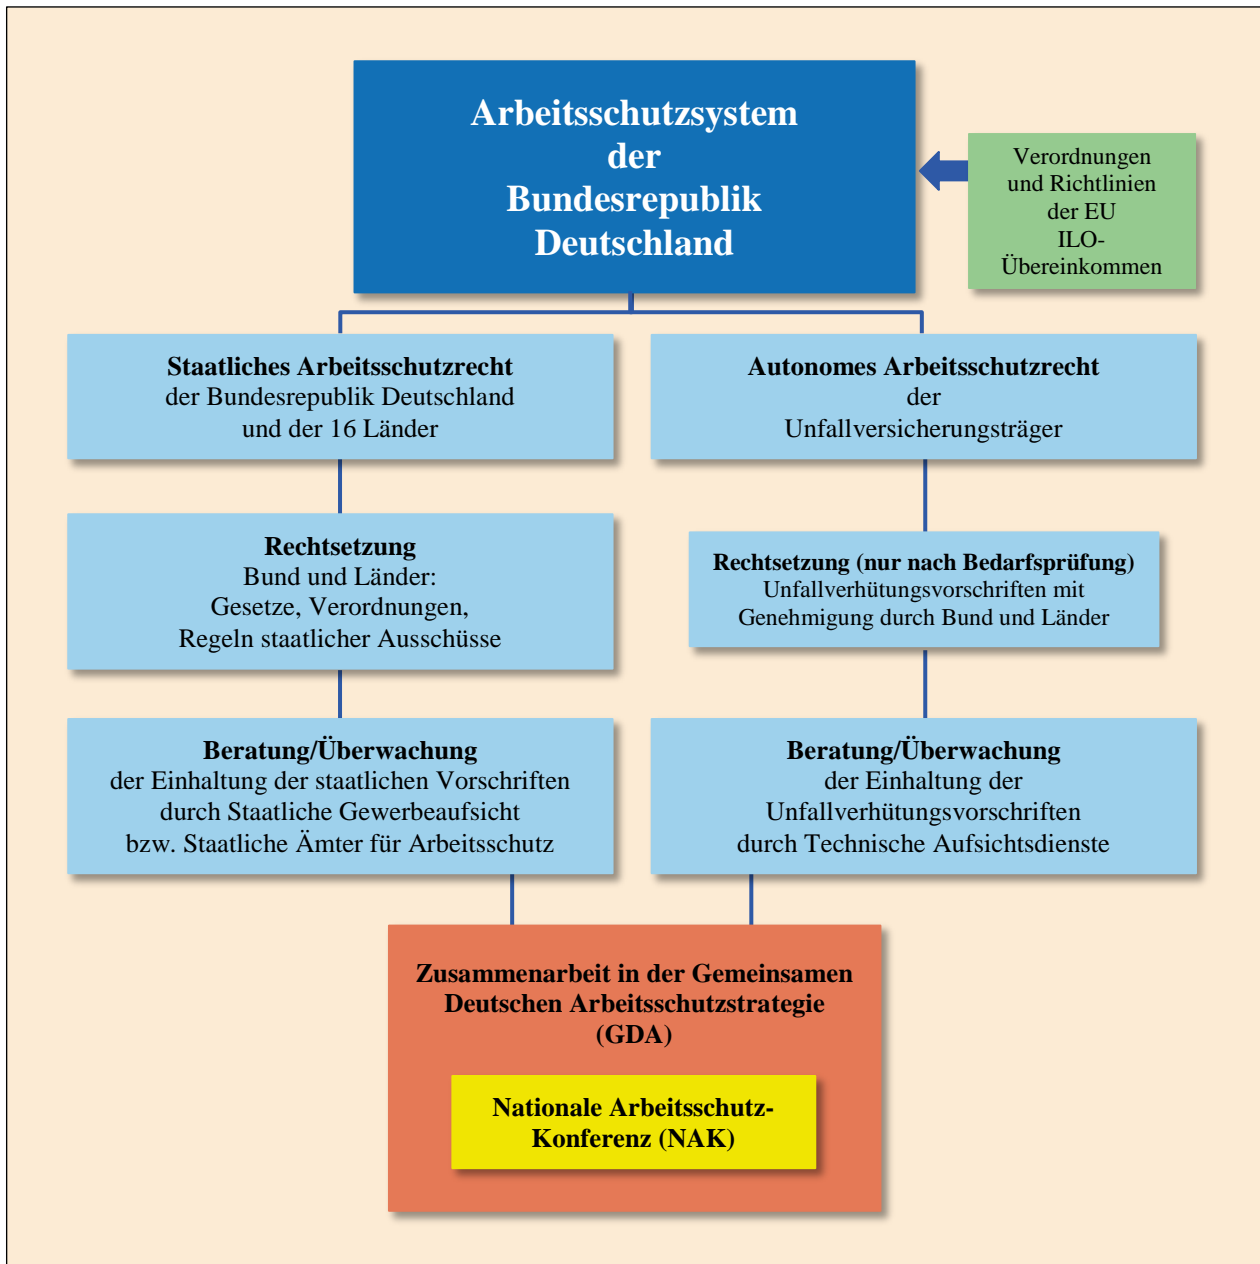 Arbeitsschutzsystem
der
Bundesrepublik
Deutschland
Verordnungen
und Richtlinien
der EU
ILO-
Übereinkommen
Staatliches Arbeitsschutzrecht
der Bundesrepublik Deutschland
und der 16 Länder
Autonomes Arbeitsschutzrecht
der
Unfallversicherungsträger
Rechtsetzung
Bund und Länder:
Gesetze, Verordnungen,
Regeln staatlicher Ausschüsse
Rechtsetzung (nur nach Bedarfsprüfung)
Unfallverhütungsvorschriften mit
Genehmigung durch Bund und Länder
Beratung/Überwachung
der Einhaltung der staatlichen Vorschriften
durch Staatliche Gewerbeaufsicht
bzw. Staatliche Ämter für Arbeitsschutz
Beratung/Überwachung
der Einhaltung der
Unfallverhütungsvorschriften
durch Technische Aufsichtsdienste
Zusammenarbeit in der Gemeinsamen
Deutschen Arbeitsschutzstrategie
(GDA)
Nationale Arbeitsschutz-
Konferenz (NAK)